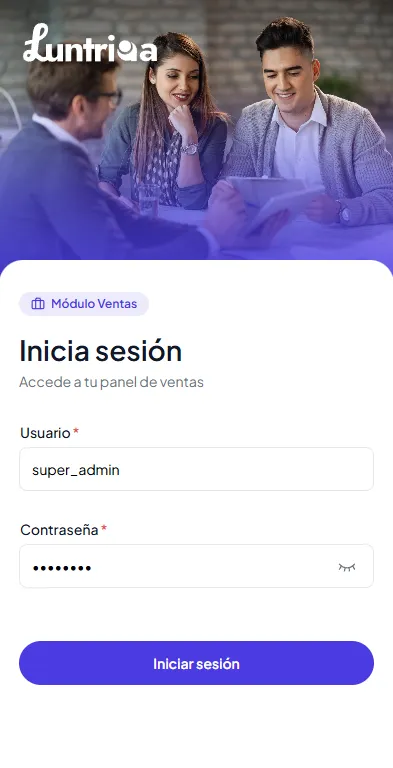 Luntria
Módulo Ventas
Inicia sesión
Accede a tu panel de ventas
Usuario *
super_admin
Contraseña *
••••••••
Iniciar sesión